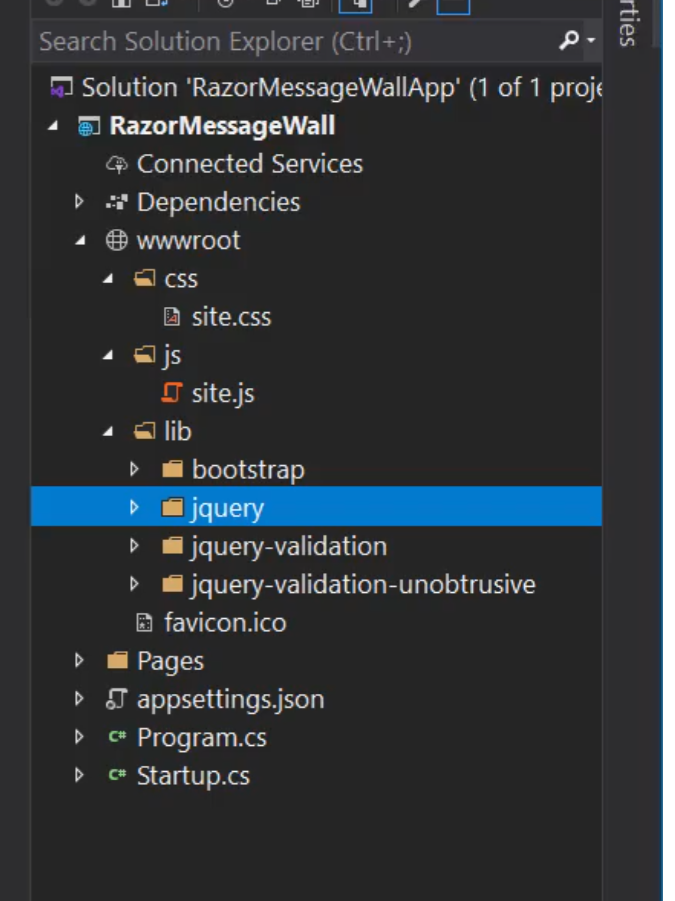 rties
Search Solution Explorer (Ctrl+;)
Solution 'RazorMessageWallApp' (1 of 1 proje
RazorMessageWall
Connected Services
Dependencies
wwwroot
css
site.css
js
site.js
lib
bootstrap
jquery
jquery-validation
jquery-validation-unobtrusive
favicon.ico
Pages
appsettings.json
C# Program.cs
C# Startup.cs